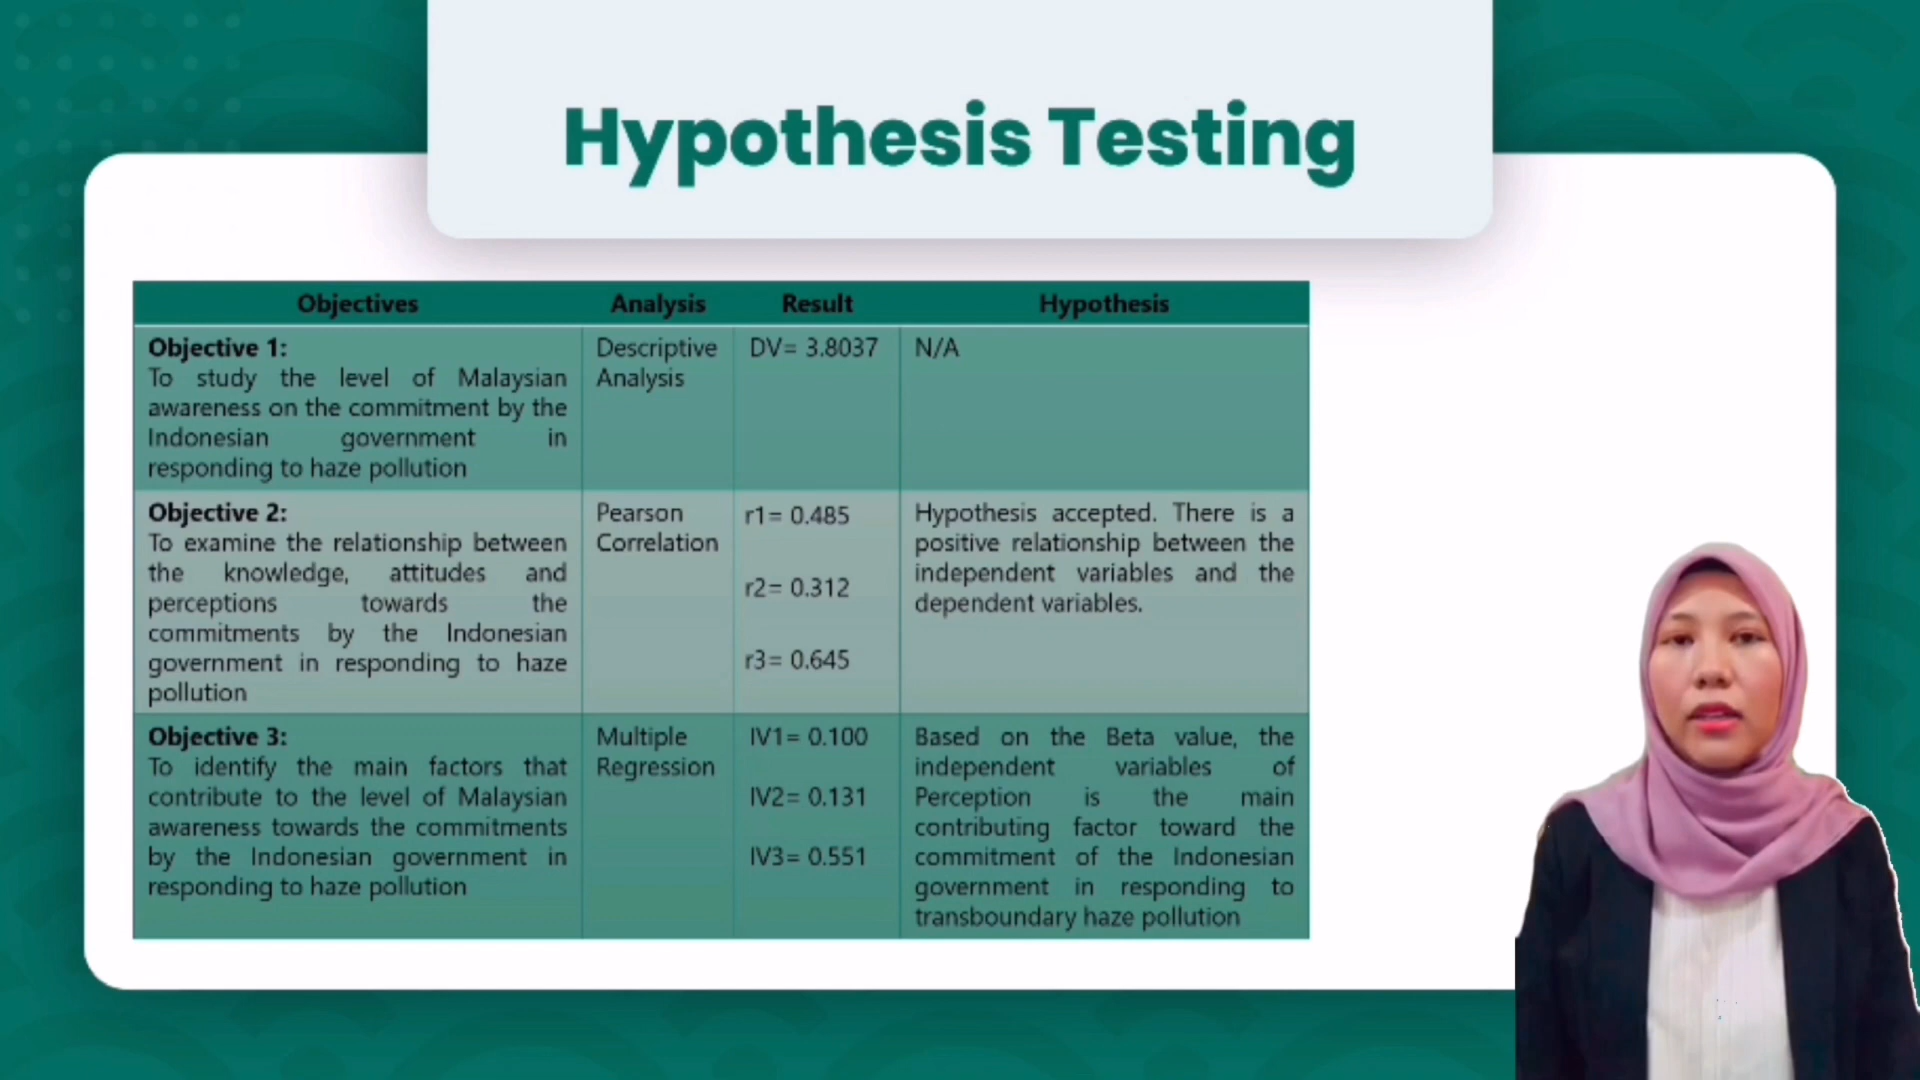 Hypothesis Testing
Objectives Analysis Result Hypothesis
Objective 1:
To study the level of Malaysian
awareness on the commitment by the
Indonesian government in
responding to haze pollution
Descriptive
Analysis
DV= 3.8037
N/A
Objective 2:
To examine the relationship between
the knowledge, attitudes and
perceptions towards the
commitments by the Indonesian
government in responding to haze
pollution
Pearson
Correlation
r1= 0.485
r2= 0.312
r3= 0.645
Hypothesis accepted. There is a
positive relationship between the
independent variables and the
dependent variables.
Objective 3:
To identify the main factors that
contribute to the level of Malaysian
awareness towards the commitments
by the Indonesian government in
responding to haze pollution
Multiple
Regression
IV1= 0.100
IV2= 0.131
IV3= 0.551
Based on the Beta value, the
independent variables of
Perception is the main
contributing factor toward the
commitment of the Indonesian
government in responding to
transboundary haze pollution